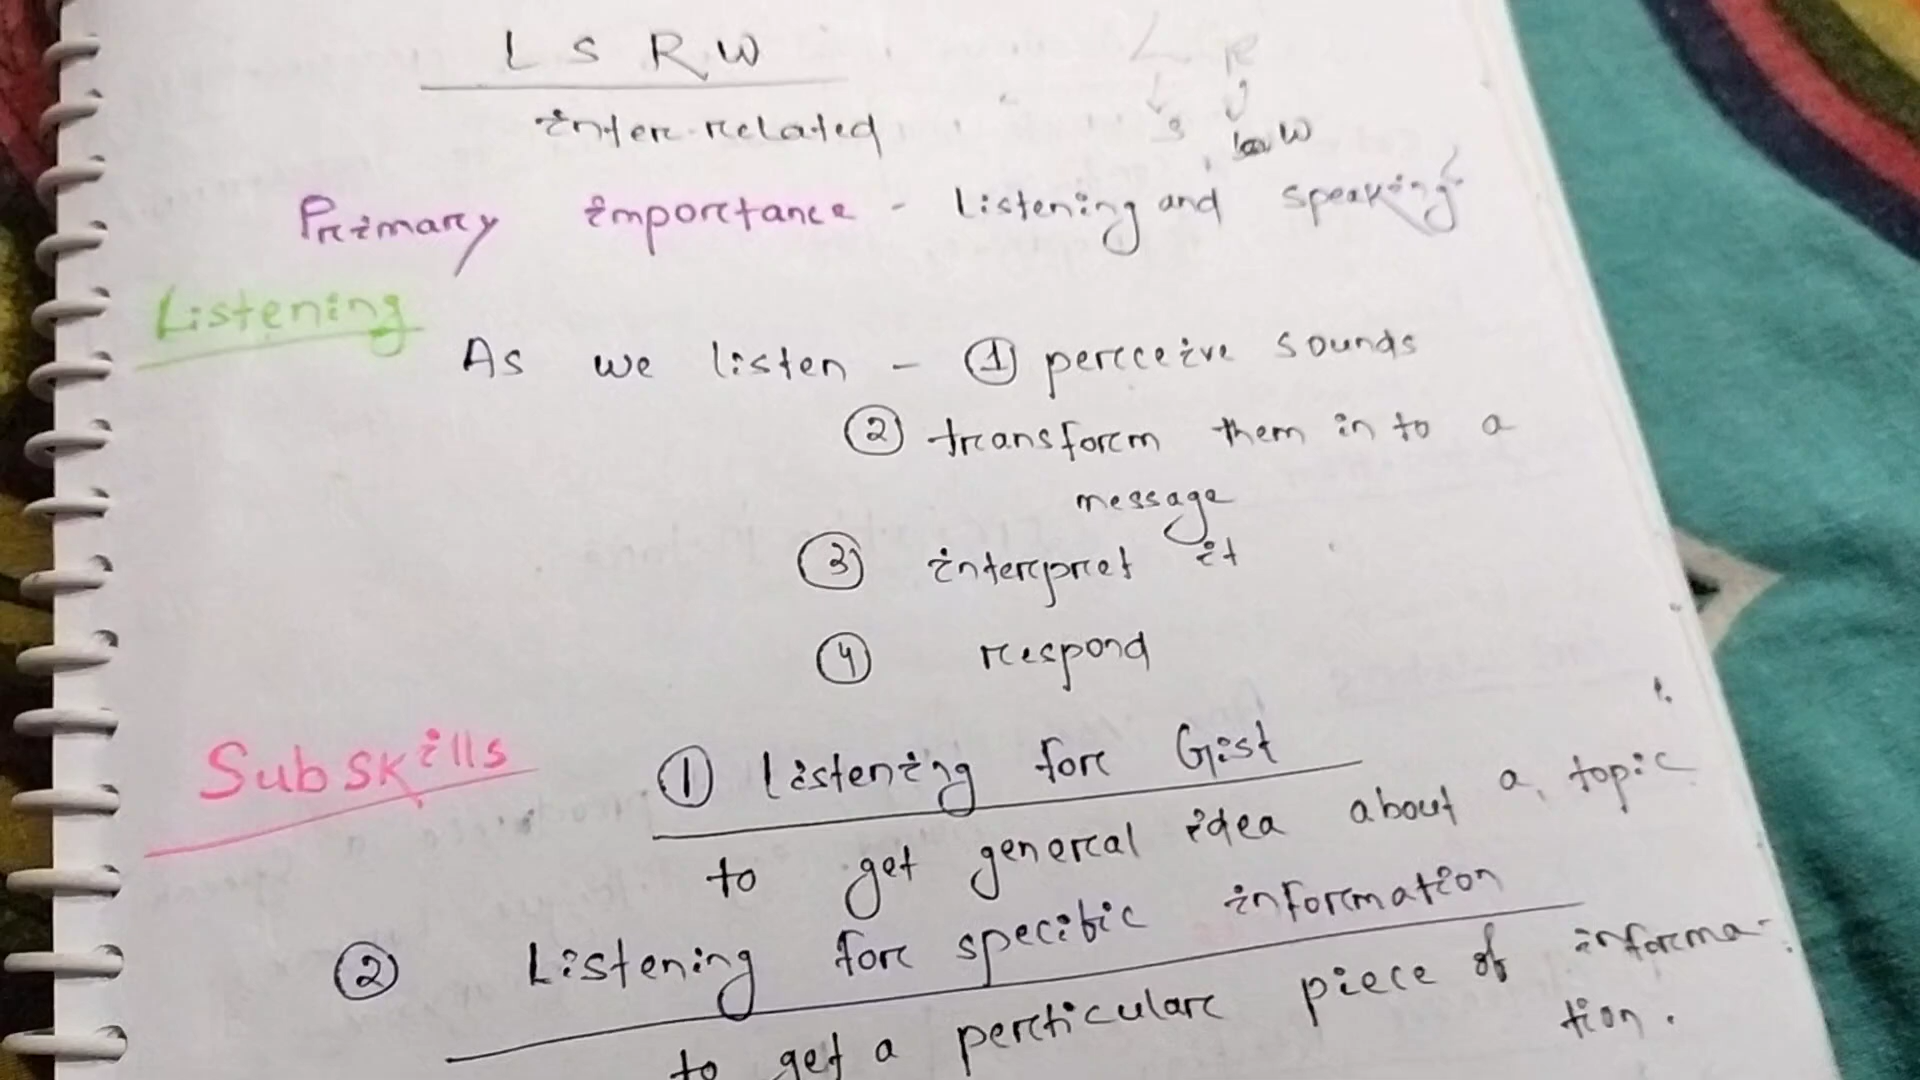 L S R W
L R
inter-related
s W
Primary importance - Listening and speaking
Listening
As we listen - ① perceive sounds
② transform them in to a
message
③ interpret it
④ respond
Subskills
① Listening for Gist
to get general idea about a topic
② Listening for specific information
to get a perticular piece of informa-
tion.